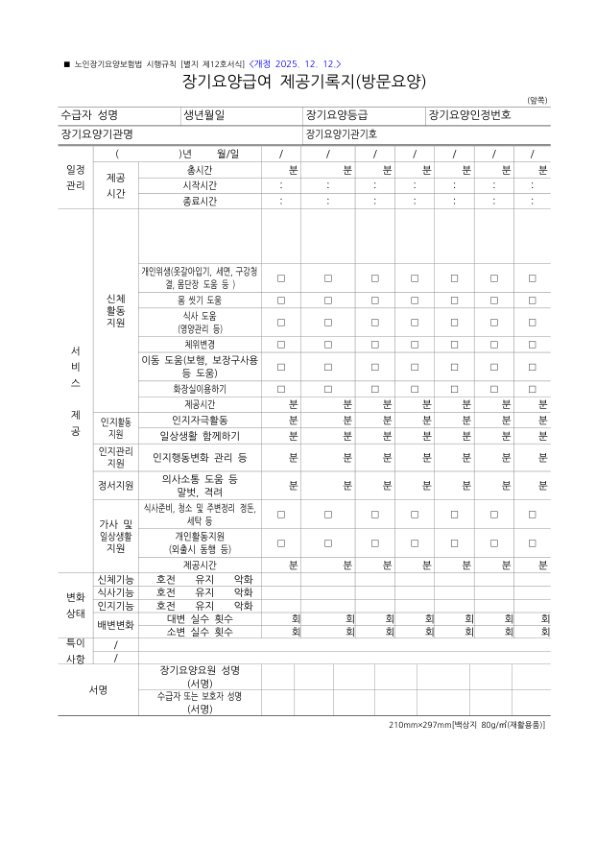 ■ 노인장기요양보험법 시행규칙 [별지 제12호서식] <개정 2025. 12. 12.>
장기요양급여 제공기록지(방문요양)
(앞쪽)
수급자 성명 생년월일 장기요양등급 장기요양인정번호
장기요양기관명 장기요양기관기호
일정
관리
( )년 월/일 / / / / / / /
제공
시간
총시간 분 분 분 분 분 분 분
시작시간 : : : : : : :
종료시간 : : : : : : :
서
비
스
제
공
신체
활동
지원
개인위생(옷갈아입기, 세면, 구강청
결, 몸단장 도움 등 ) □ □ □ □ □ □ □
몸 씻기 도움 □ □ □ □ □ □ □
식사 도움
(영양관리 등) □ □ □ □ □ □ □
체위변경 □ □ □ □ □ □ □
이동 도움(보행, 보장구사용
등 도움) □ □ □ □ □ □ □
화장실이용하기 □ □ □ □ □ □ □
제공시간 분 분 분 분 분 분 분
인지활동
지원
인지자극활동 분 분 분 분 분 분 분
일상생활 함께하기 분 분 분 분 분 분 분
인지관리
지원
인지행동변화 관리 등 분 분 분 분 분 분 분
정서지원
의사소통 도움 등
말벗, 격려 분 분 분 분 분 분 분
가사 및
일상생활
지원
식사준비, 청소 및 주변정리 정돈,
세탁 등 □ □ □ □ □ □ □
개인활동지원
(외출시 동행 등) □ □ □ □ □ □ □
제공시간 분 분 분 분 분 분 분
변화
상태
신체기능 호전 유지 악화
식사기능 호전 유지 악화
인지기능 호전 유지 악화
배변변화
대변 실수 횟수 회 회 회 회 회 회 회
소변 실수 횟수 회 회 회 회 회 회 회
특이
사항
/
/
서명
장기요양요원 성명
(서명)
수급자 또는 보호자 성명
(서명)
210mm×297mm[백상지 80g/㎡(재활용품)]